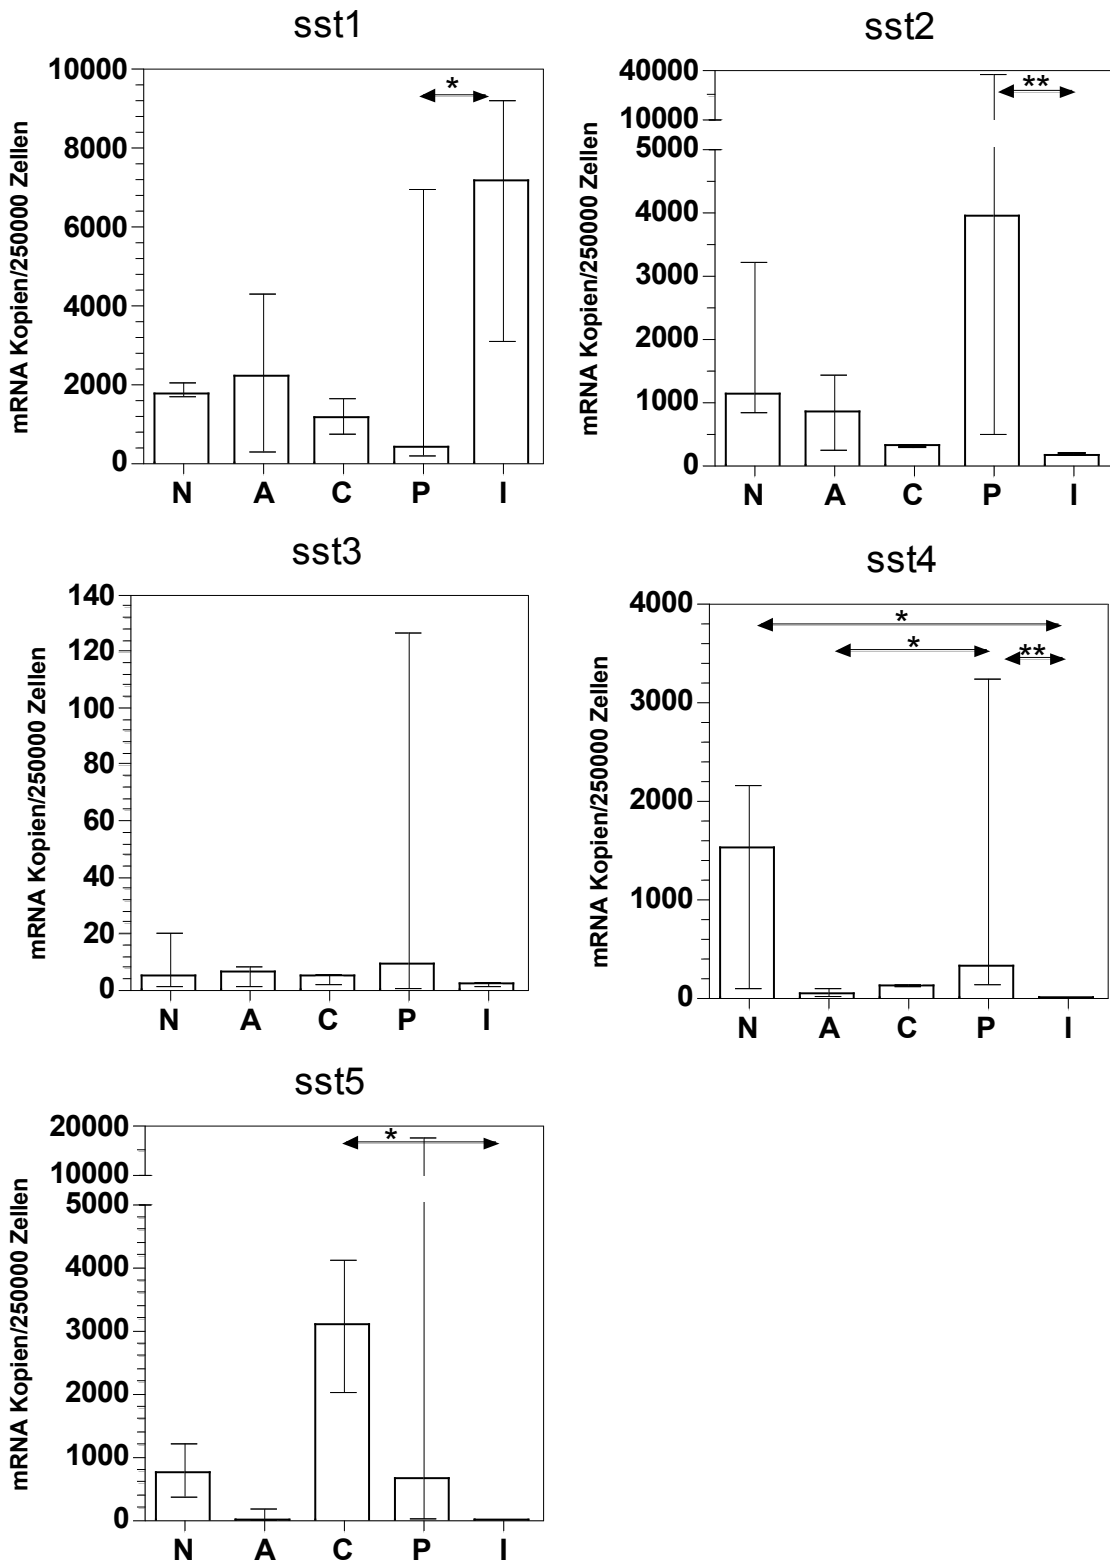 sst1
mRNA Kopien/250000 Zellen
10000
8000
6000
4000
2000
0
*
N A C P I
sst2
mRNA Kopien/250000 Zellen
40000
10000
5000
4000
3000
2000
1000
0
**
N A C P I
sst3
mRNA Kopien/250000 Zellen
140
120
100
80
60
40
20
0
N A C P I
sst4
mRNA Kopien/250000 Zellen
4000
3000
2000
1000
0
*
*
**
N A C P I
sst5
mRNA Kopien/250000 Zellen
20000
10000
5000
4000
3000
2000
1000
0
*
N A C P I